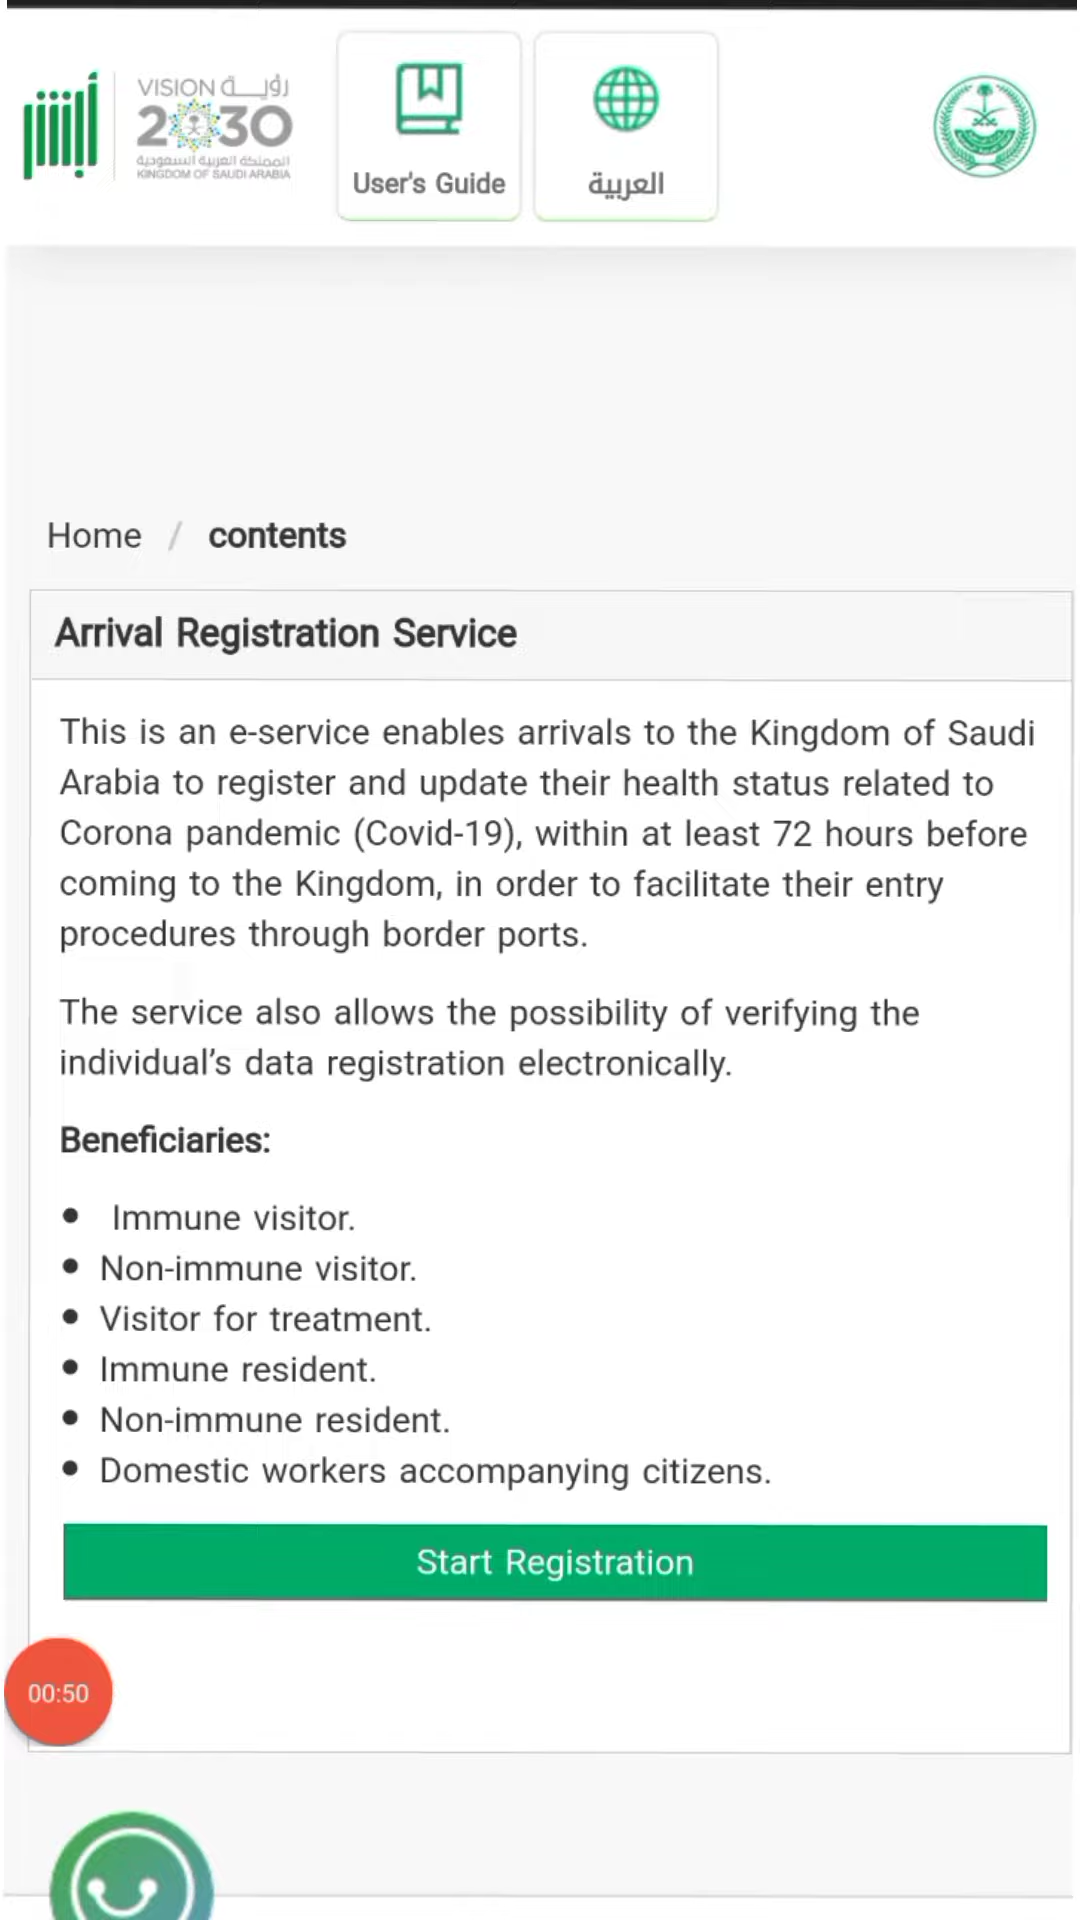 أبشر
VISION رؤيـــة
2030
المملكة العربية السعودية
KINGDOM OF SAUDI ARABIA
User's Guide
العربية
Home / contents
Arrival Registration Service
This is an e-service enables arrivals to the Kingdom of Saudi
Arabia to register and update their health status related to
Corona pandemic (Covid-19), within at least 72 hours before
coming to the Kingdom, in order to facilitate their entry
procedures through border ports.
The service also allows the possibility of verifying the
individual’s data registration electronically.
Beneficiaries:
• Immune visitor.
• Non-immune visitor.
• Visitor for treatment.
• Immune resident.
• Non-immune resident.
• Domestic workers accompanying citizens.
Start Registration
00:50